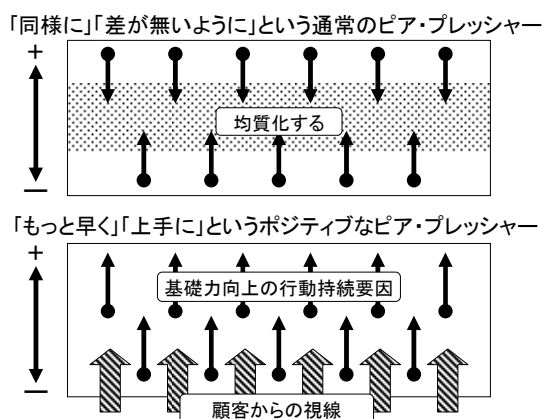 「同様に」「差が無いように」という通常のピア・プレッシャー
+
均質化する
―
「もっと早く」「上手に」というポジティブなピア・プレッシャー
+
基礎力向上の行動持続要因
―
顧客からの視線